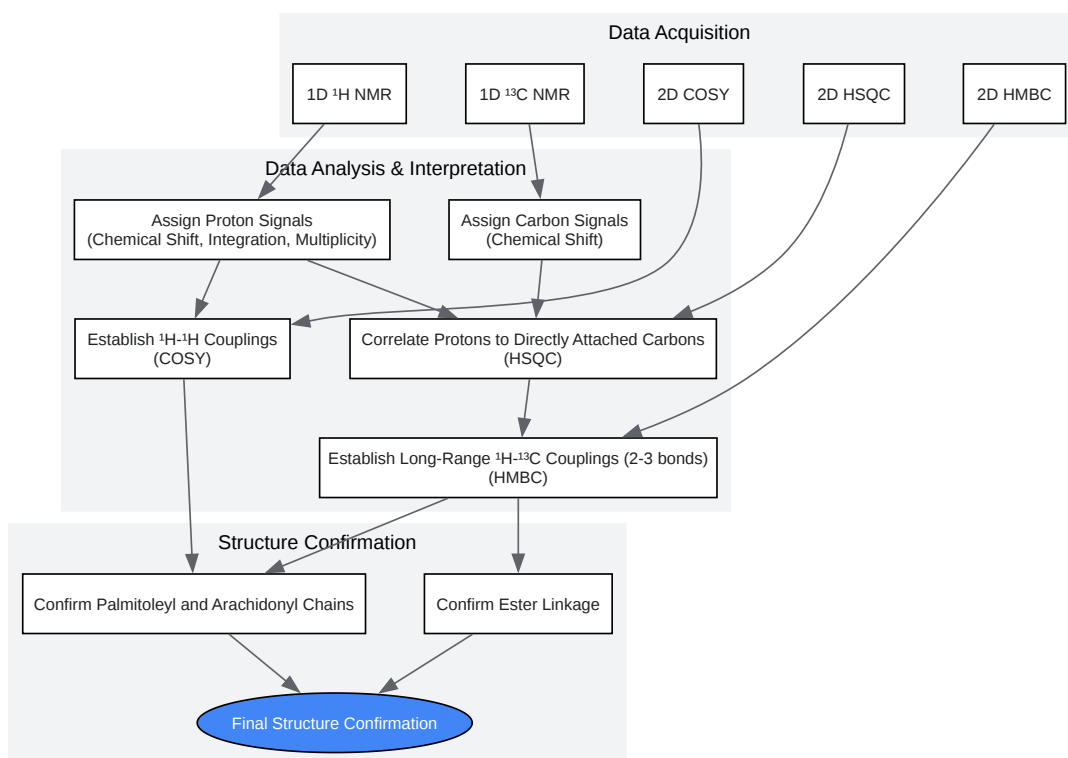 Data Acquisition
1D ¹H NMR
1D ¹³C NMR
2D COSY
2D HSQC
2D HMBC
Data Analysis & Interpretation
Assign Proton Signals
(Chemical Shift, Integration, Multiplicity)
Assign Carbon Signals
(Chemical Shift)
Establish ¹H-¹H Couplings
(COSY)
Correlate Protons to Directly Attached Carbons
(HSQC)
Establish Long-Range ¹H-¹³C Couplings (2-3 bonds)
(HMBC)
Structure Confirmation
Confirm Palmitoleyl and Arachidonyl Chains
Confirm Ester Linkage
Final Structure Confirmation